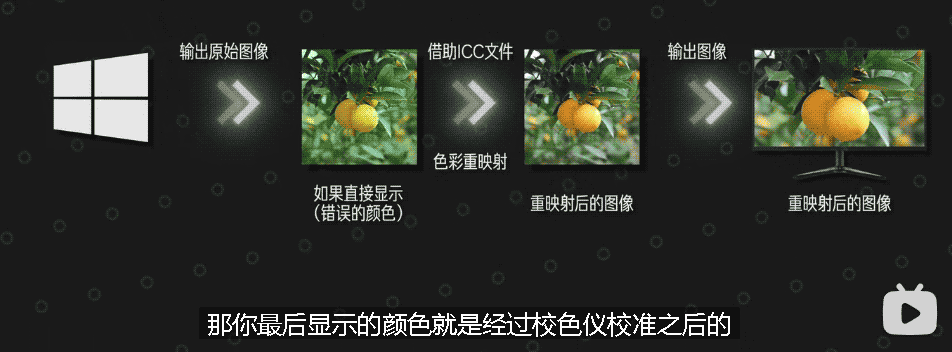 输出原始图像
借助ICC文件
输出图像
色彩重映射
如果直接显示
（错误的颜色）
重映射后的图像
重映射后的图像
那你最后显示的颜色就是经过校色仪校准之后的